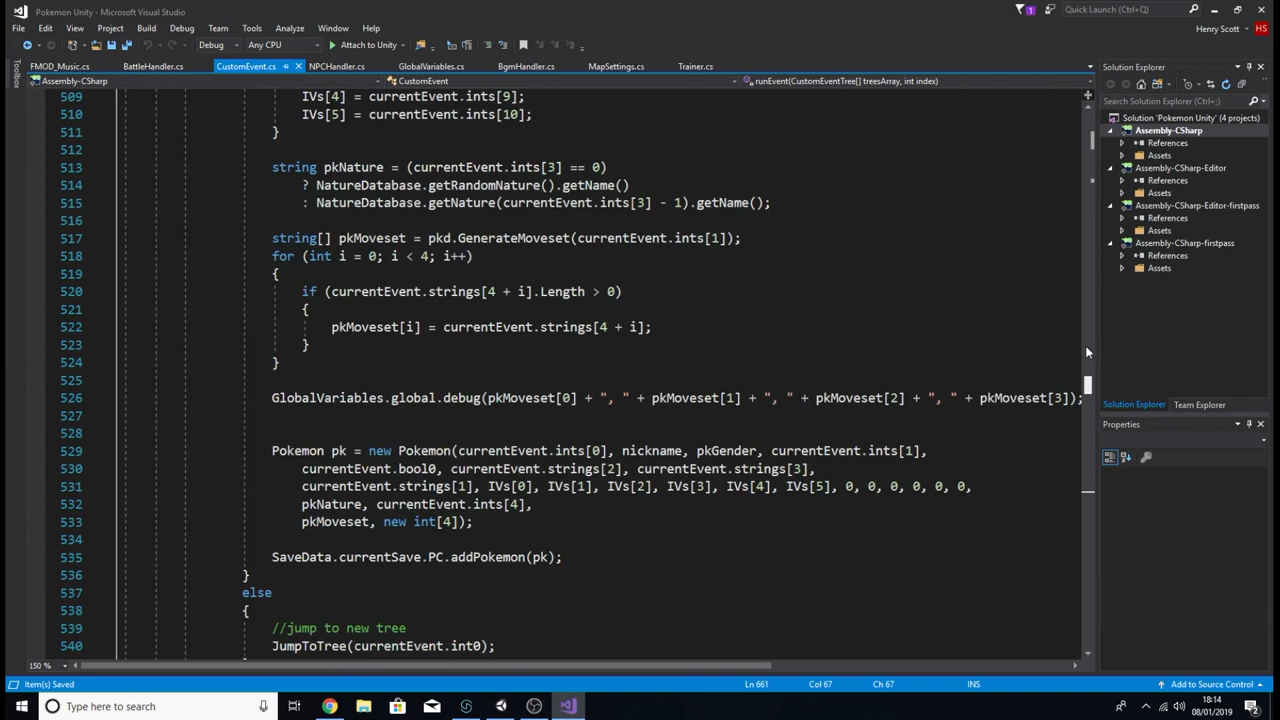 Pokemon Unity - Microsoft Visual Studio
1
Quick Launch (Ctrl+;)
File Edit View Project Build Debug Team Tools Analyze Window Help
Henry Scott HS
Debug Any CPU Attach to Unity
Toolbox
FMOD_Music.cs BattleHandler.cs CustomEvent.cs NPCHandler.cs GlobalVariables.cs BgmHandler.cs MapSettings.cs Trainer.cs
Assembly-CSharp CustomEvent runEvent(CustomEventTree[] treesArray, int index)
509 IVs[4] = currentEvent.ints[9];
510 IVs[5] = currentEvent.ints[10];
511 }
512
513 string pkNature = (currentEvent.ints[3] == 0)
514 ? NatureDatabase.getRandomNature().getName()
515 : NatureDatabase.getNature(currentEvent.ints[3] - 1).getName();
516
517 string[] pkMoveset = pkd.GenerateMoveset(currentEvent.ints[1]);
518 for (int i = 0; i < 4; i++)
519 {
520 if (currentEvent.strings[4 + i].Length > 0)
521 {
522 pkMoveset[i] = currentEvent.strings[4 + i];
523 }
524 }
525
526 GlobalVariables.global.debug(pkMoveset[0] + ", " + pkMoveset[1] + ", " + pkMoveset[2] + ", " + pkMoveset[3]);
527
528
529 Pokemon pk = new Pokemon(currentEvent.ints[0], nickname, pkGender, currentEvent.ints[1],
530 currentEvent.bool0, currentEvent.strings[2], currentEvent.strings[3],
531 currentEvent.strings[1], IVs[0], IVs[1], IVs[2], IVs[3], IVs[4], IVs[5], 0, 0, 0, 0, 0, 0,
532 pkNature, currentEvent.ints[4],
533 pkMoveset, new int[4]);
534
535 SaveData.currentSave.PC.addPokemon(pk);
536 }
537 else
538 {
539 //jump to new tree
540 JumpToTree(currentEvent.int0);
150 %
Solution Explorer
Search Solution Explorer (Ctrl+;)
Solution 'Pokemon Unity' (4 projects)
Assembly-CSharp
References
Assets
Assembly-CSharp-Editor
References
Assets
Assembly-CSharp-Editor-firstpass
References
Assets
Assembly-CSharp-firstpass
References
Assets
Solution Explorer Team Explorer
Properties
Item(s) Saved Ln 661 Col 67 Ch 67 INS Add to Source Control
Type here to search
18:14
08/01/2019
2